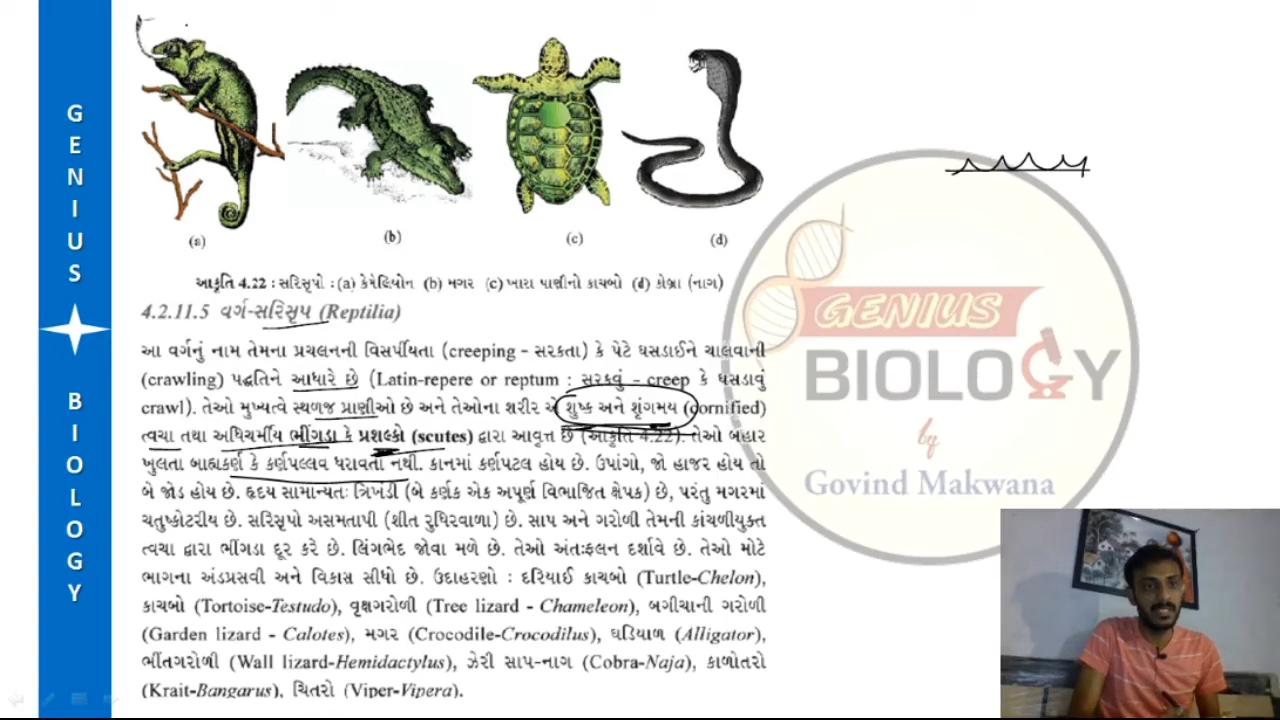 GENIUS BIOLOGY
(a)
(b)
(c)
(d)
આકૃતિ 4.22 : સરિસૃપો : (a) કેમેલિયોન (b) મગર (c) ખારા પાણીનો કાચબો (d) કોબ્રા (નાગ)
4.2.11.5 વર્ગ-સરિસૃપ (Reptilia)
આ વર્ગનું નામ તેમના પ્રચલનની વિસર્પીયતા (creeping - સરકતા) કે પેટે ઘસડાઈને ચાલવાની
(crawling) પદ્ધતિને આધારે છે (Latin-repere or reptum : સરકવું - creep કે ઘસડાવું
crawl). તેઓ મુખ્યત્વે સ્થળજ પ્રાણીઓ છે અને તેઓના શરીર એ શુષ્ક અને શૃંગમય (cornified)
ત્વચા તથા અધિચર્મીય ભીંગડા કે પ્રશલ્કો (scutes) દ્વારા આવૃત્ત છે (આકૃતિ 4.22). તેઓ બહાર
ખુલતા બાહ્યકર્ણ કે કર્ણપલ્લવ ધરાવતા નથી. કાનમાં કર્ણપટલ હોય છે. ઉપાંગો, જો હાજર હોય તો
બે જોડ હોય છે. હૃદય સામાન્યતઃ ત્રિખંડી (બે કર્ણક એક અપૂર્ણ વિભાજિત ક્ષેપક) છે, પરંતુ મગરમાં
ચતુષ્કોટરીય છે. સરિસૃપો અસમતાપી (શીત રુધિરવાળા) છે. સાપ અને ગરોળી તેમની કાંચળીયુક્ત
ત્વચા દ્વારા ભીંગડા દૂર કરે છે. લિંગભેદ જોવા મળે છે. તેઓ અંતઃફલન દર્શાવે છે. તેઓ મોટે
ભાગના અંડપ્રસવી અને વિકાસ સીધો છે. ઉદાહરણો : દરિયાઈ કાચબો (Turtle-Chelon),
કાચબો (Tortoise-Testudo), વૃક્ષગરોળી (Tree lizard - Chameleon), બગીચાની ગરોળી
(Garden lizard - Calotes), મગર (Crocodile-Crocodilus), ઘડિયાળ (Alligator),
ભીંતગરોળી (Wall lizard-Hemidactylus), ઝેરી સાપ-નાગ (Cobra-Naja), કાળોતરો
(Krait-Bangarus), ચિતરો (Viper-Vipera).
GENIUS
BIOLOGY
by
Govind Makwana